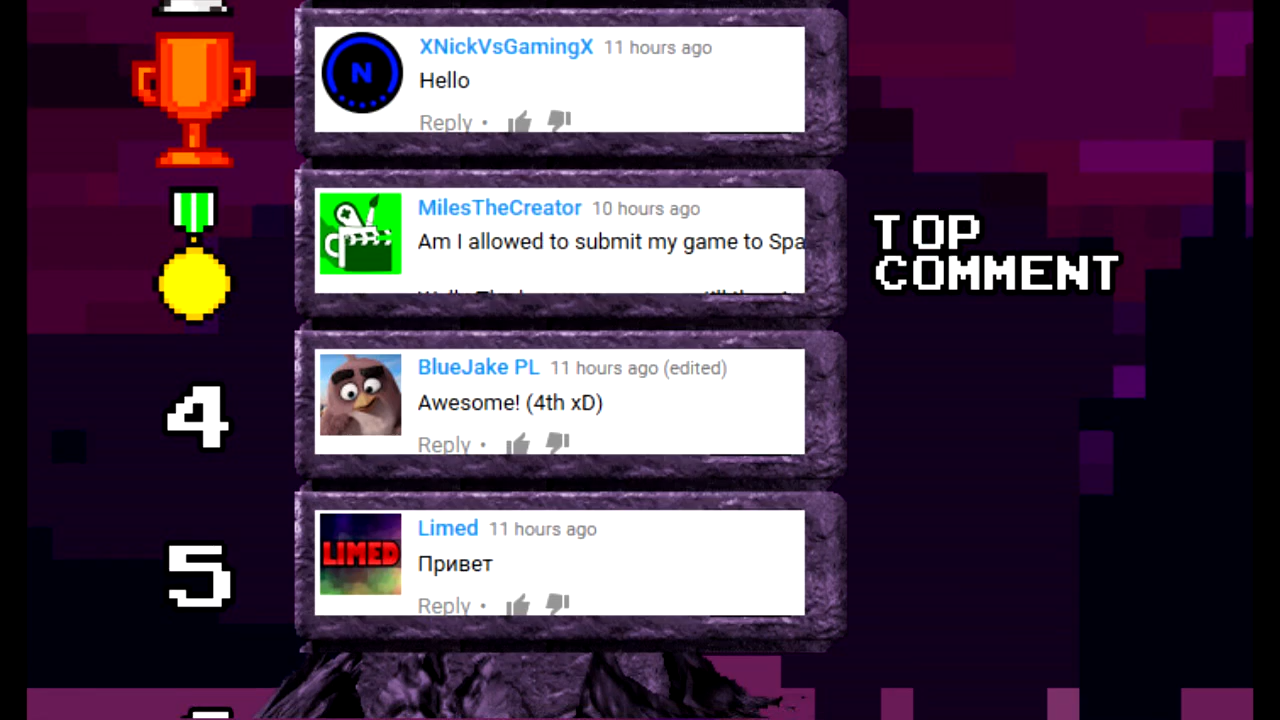 XNickVsGamingX 11 hours ago
N
Hello
Reply •
MilesTheCreator 10 hours ago
Am I allowed to submit my game to Spa
TOP
COMMENT
BlueJake PL 11 hours ago (edited)
4
Awesome! (4th xD)
Reply •
Limed 11 hours ago
LIMED
5
Привет
Reply •